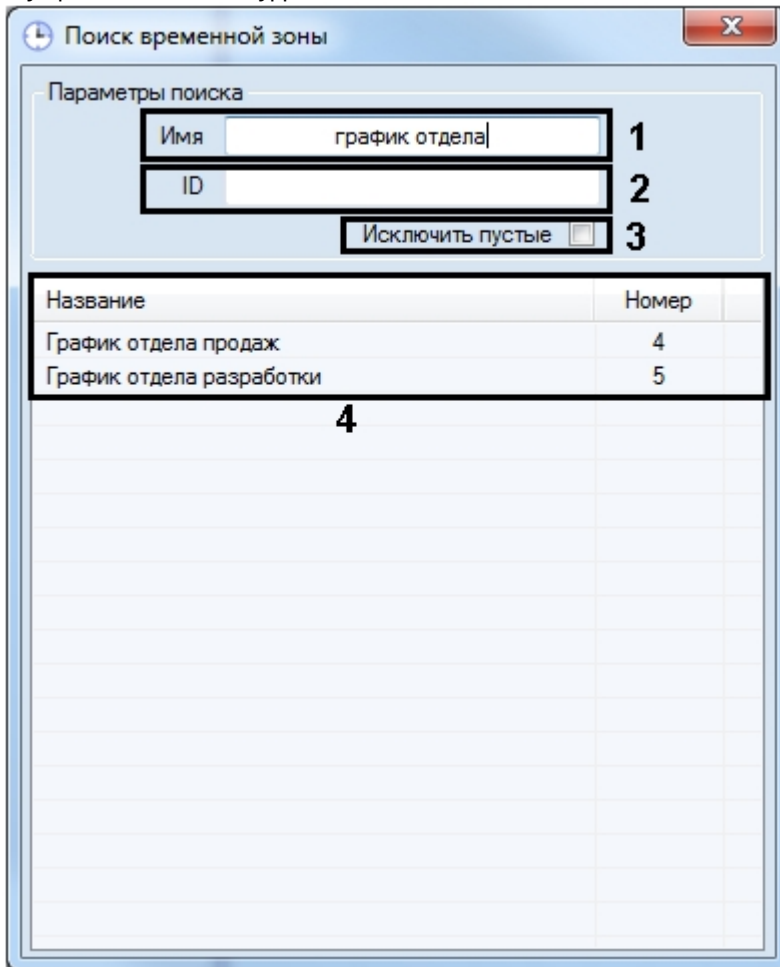 Поиск временной зоны
Параметры поиска
Имя график отдела 1
ID 2
Исключить пустые 3
Название Номер
График отдела продаж 4
График отдела разработки 5
4